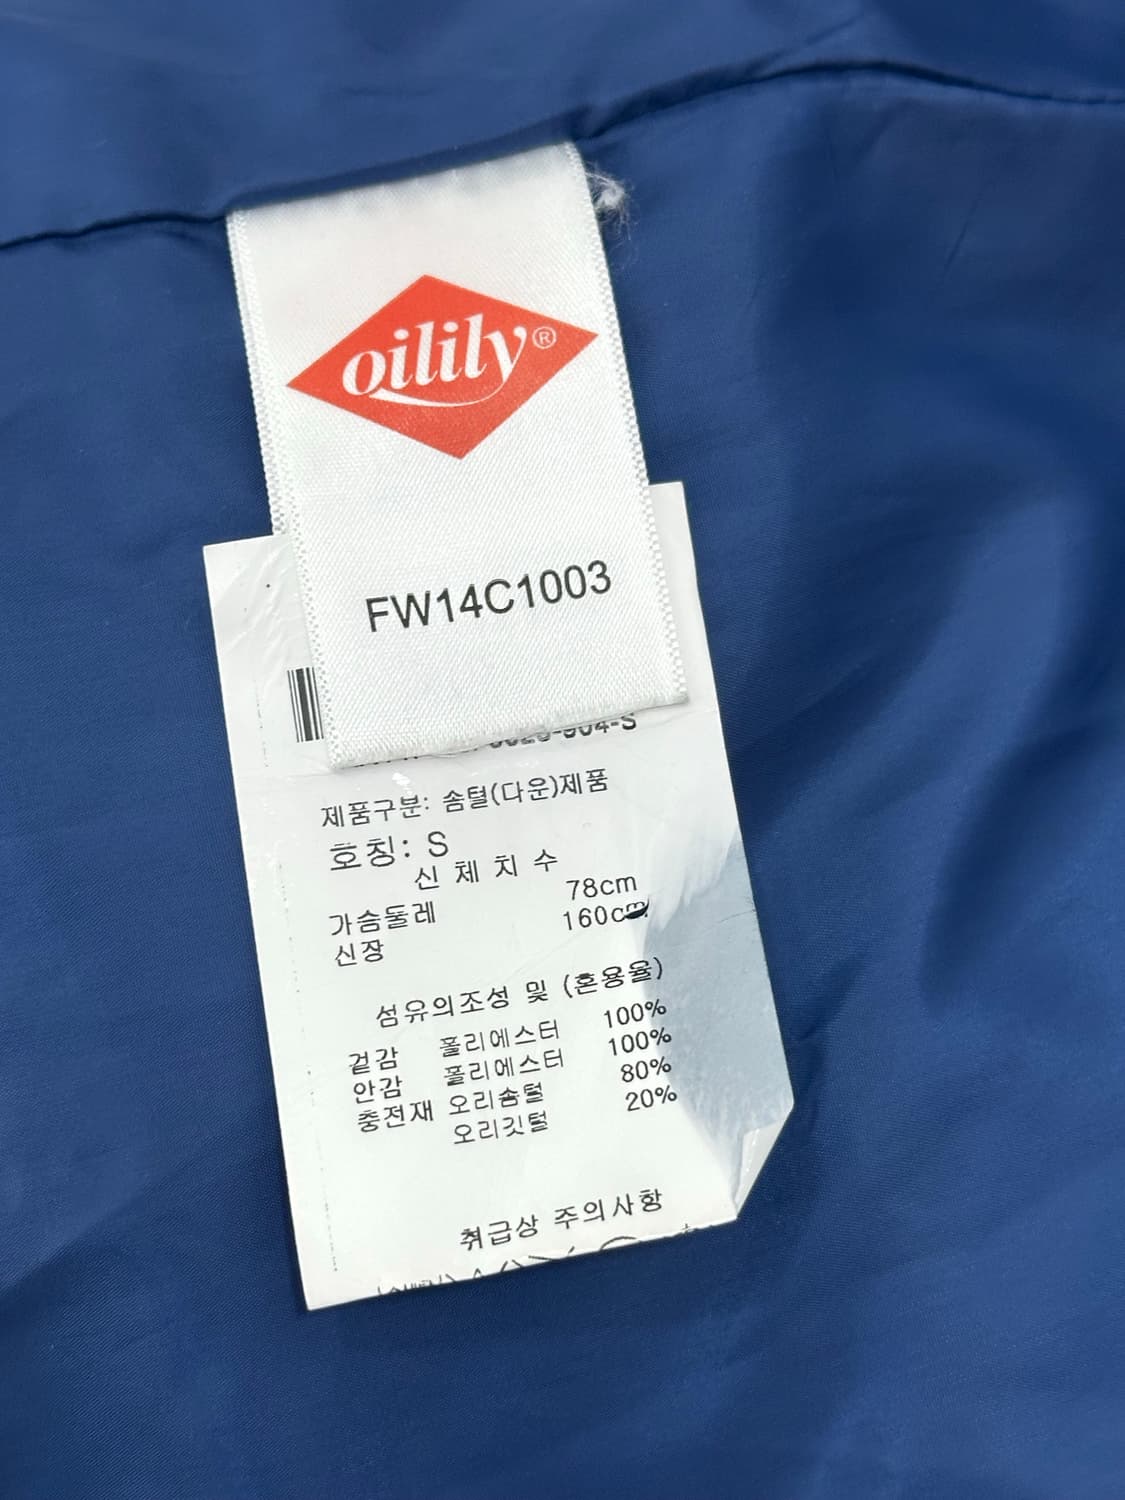 oilily®
FW14C1003
제품구분: 솜털(다운)제품
호칭: S
신 체 치 수
가슴둘레 78cm
신장 160cm
섬유의조성 및 (혼용율)
겉감 폴리에스터 100%
안감 폴리에스터 100%
충전재 오리솜털 80%
오리깃털 20%
취급상 주의사항